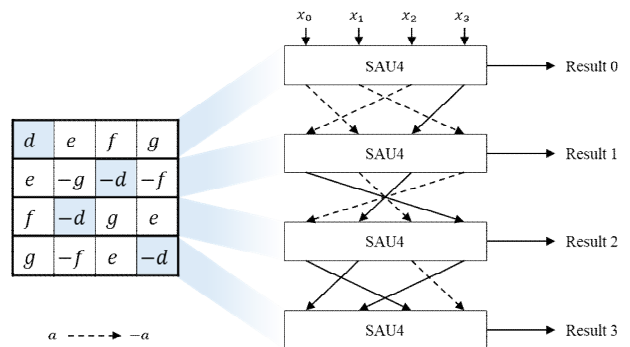 x₀ x₁ x₂ x₃
SAU4 Result 0
d e f g
SAU4 Result 1
e -g -d -f
f -d g e
SAU4 Result 2
g -f e -d
SAU4 Result 3
a -a